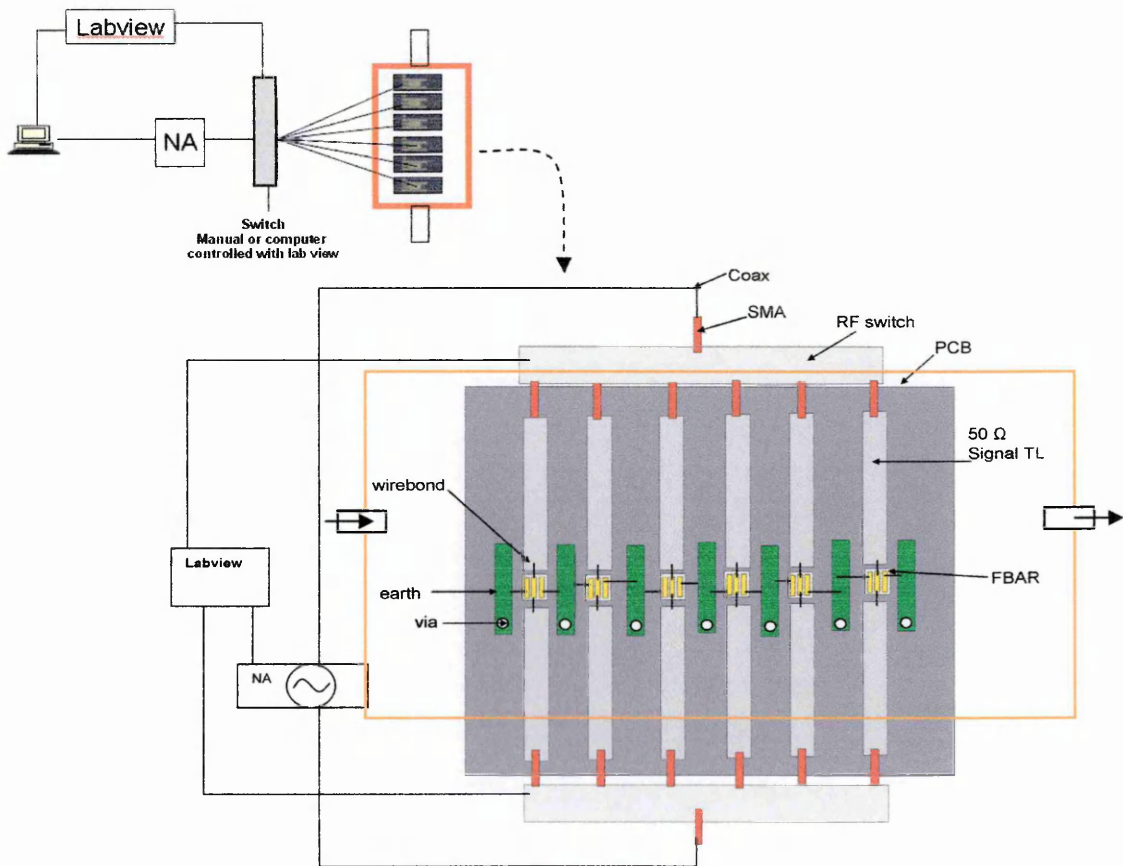 Labview
NA
Switch
Manual or computer
controlled with lab view
Coax
SMA
RF switch
PCB
50 Ω
Signal TL
wirebond
Labview
earth
FBAR
via
NA